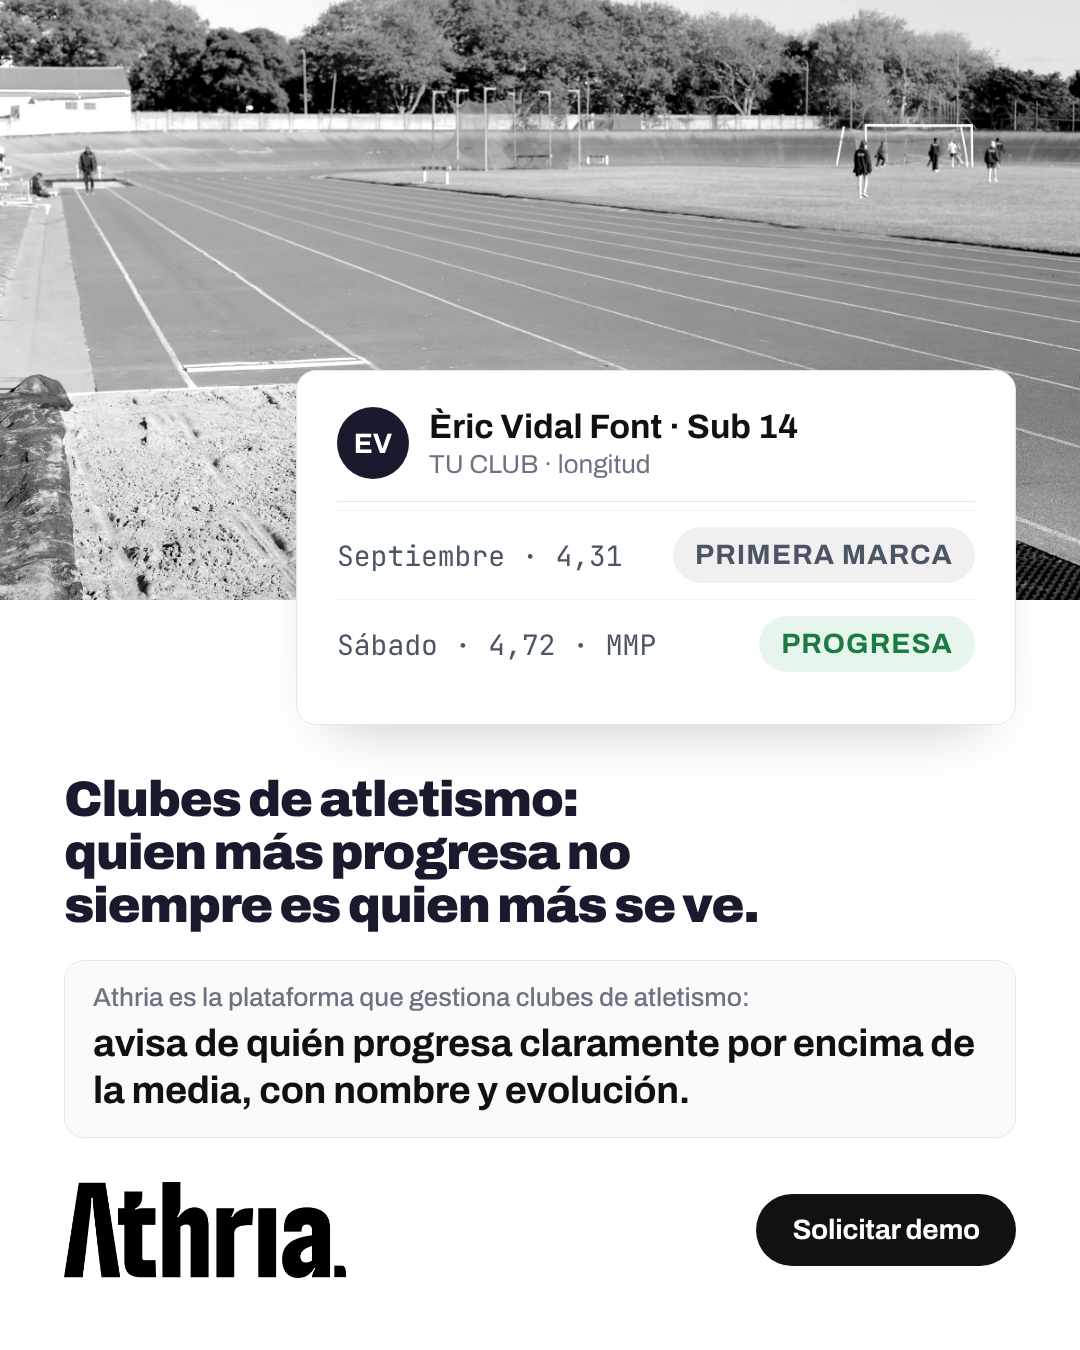 EV
Èric Vidal Font · Sub 14
TU CLUB · longitud
Septiembre · 4,31
PRIMERA MARCA
Sábado · 4,72 · MMP
PROGRESA
Clubes de atletismo:
quien más progresa no
siempre es quien más se ve.
Athria es la plataforma que gestiona clubes de atletismo:
avisa de quién progresa claramente por encima de
la media, con nombre y evolución.
Athria.
Solicitar demo